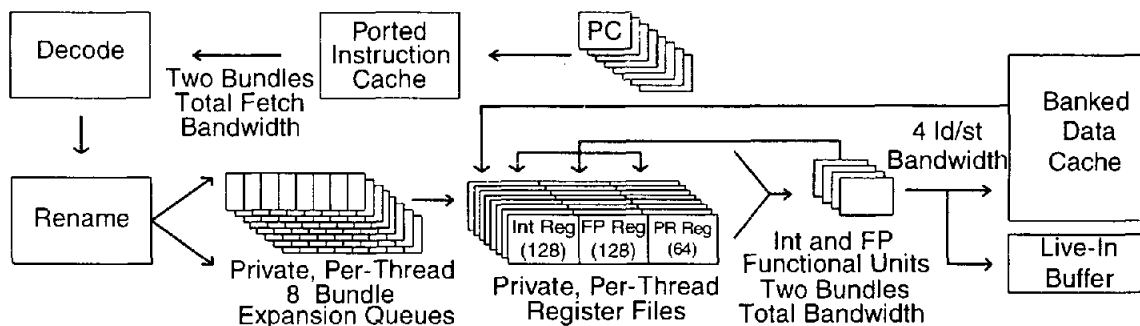 Decode
Two Bundles
Total Fetch
Bandwidth
Ported
Instruction
Cache
PC
Banked
Data
Cache
4 ld/st
Bandwidth
Rename
Private, Per-Thread
8 Bundle
Expansion Queues
Int Reg
(128)
FP Reg
(128)
PR Reg
(64)
Private, Per-Thread
Register Files
Int and FP
Functional Units
Two Bundles
Total Bandwidth
Live-In
Buffer